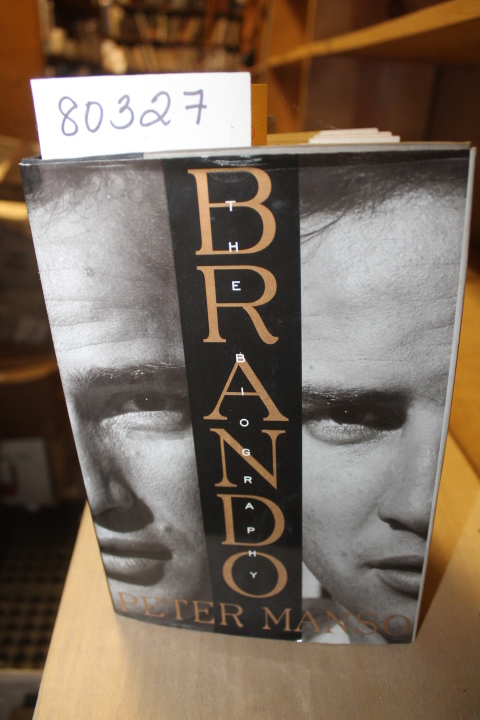 80327
BRANDO
THE BIOGRAPHY
PETER MANSO